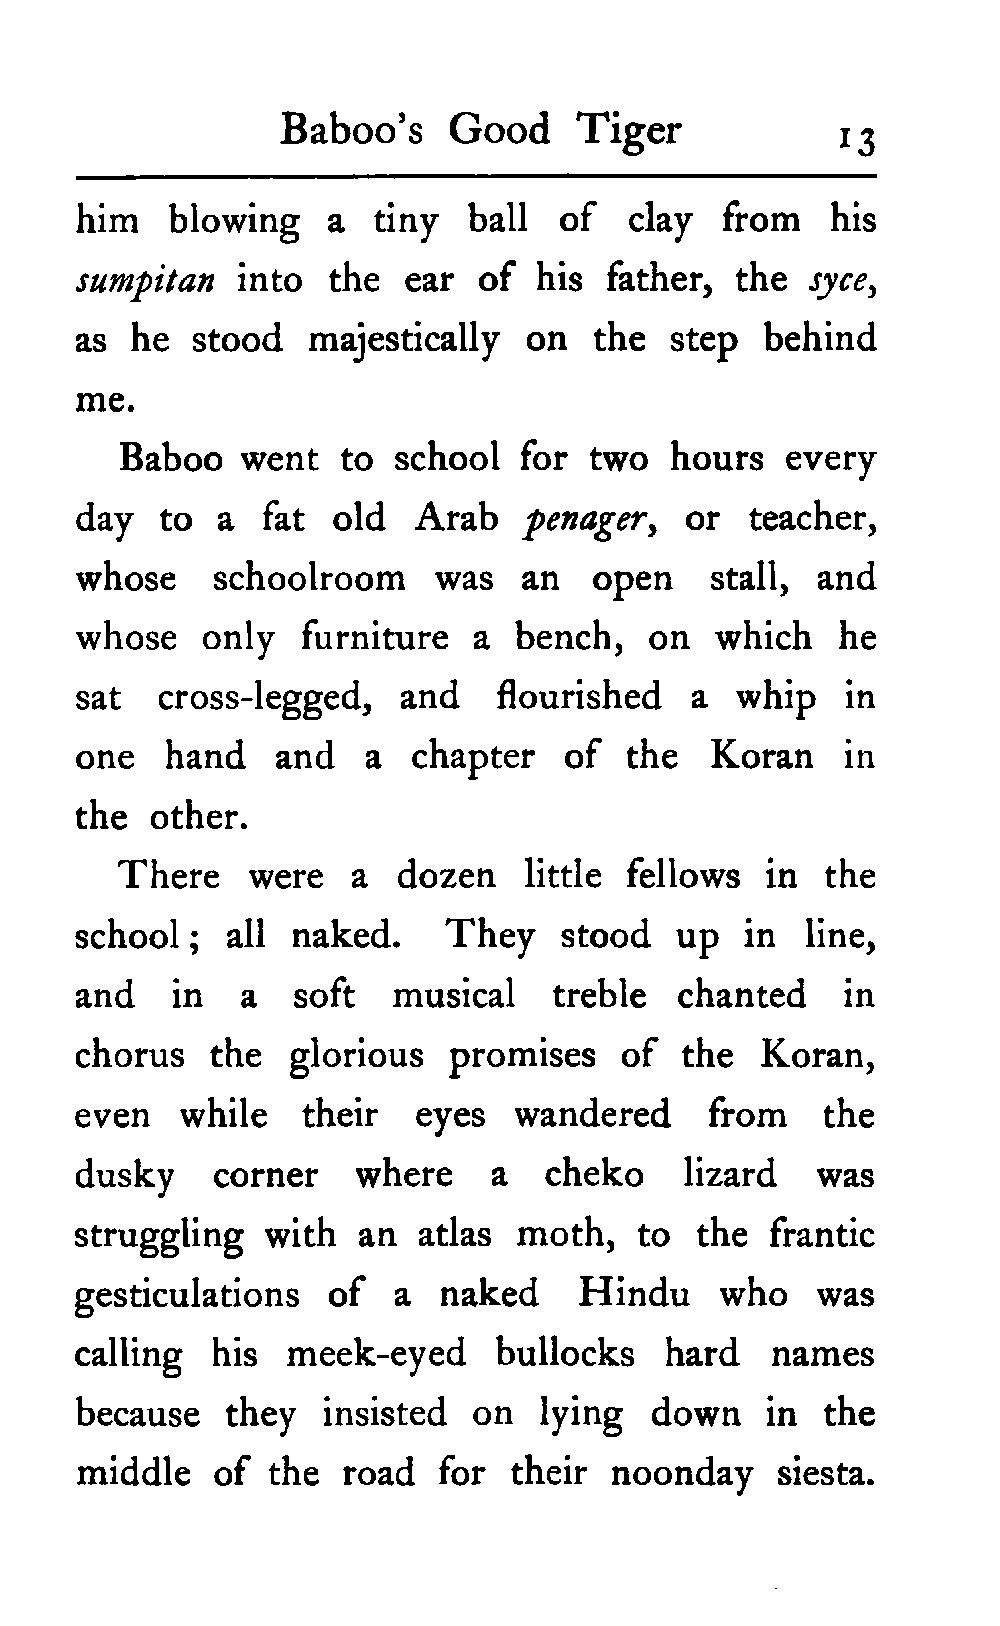 Baboo's Good Tiger 13
him blowing a tiny ball of clay from his
sumpitan into the ear of his father, the syce,
as he stood majestically on the step behind
me.
Baboo went to school for two hours every
day to a fat old Arab penager, or teacher,
whose schoolroom was an open stall, and
whose only furniture a bench, on which he
sat cross-legged, and flourished a whip in
one hand and a chapter of the Koran in
the other.
There were a dozen little fellows in the
school; all naked. They stood up in line,
and in a soft musical treble chanted in
chorus the glorious promises of the Koran,
even while their eyes wandered from the
dusky corner where a cheko lizard was
struggling with an atlas moth, to the frantic
gesticulations of a naked Hindu who was
calling his meek-eyed bullocks hard names
because they insisted on lying down in the
middle of the road for their noonday siesta.